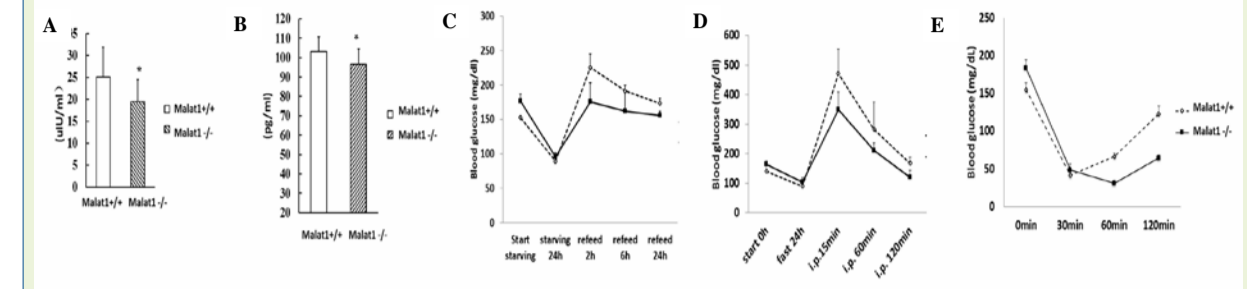 A
35
30
25
20
15
10
5
0
(uIU/ml)
*
Malat1+/+
Malat1 -/-
Malat1+/+ Malat1 -/-
B
120
110
100
90
80
70
60
50
40
30
20
(pg/ml)
*
Malat1+/+
Malat1 -/-
Malat1+/+ Malat1 -/-
C
300
250
200
150
100
50
0
Blood glucose (mg/dl)
Start starving
starving 24h
refeed 2h
refeed 6h
refeed 24h
D
600
500
400
300
200
100
0
Blood glucose (mg/dl)
start 0h
fast 24h
i.p.15min
i.p. 60min
i.p. 120min
E
250
200
150
100
50
0
Blood glucose (mg/dL)
0min
30min
60min
120min
Malat1+/+
Malat1 -/-